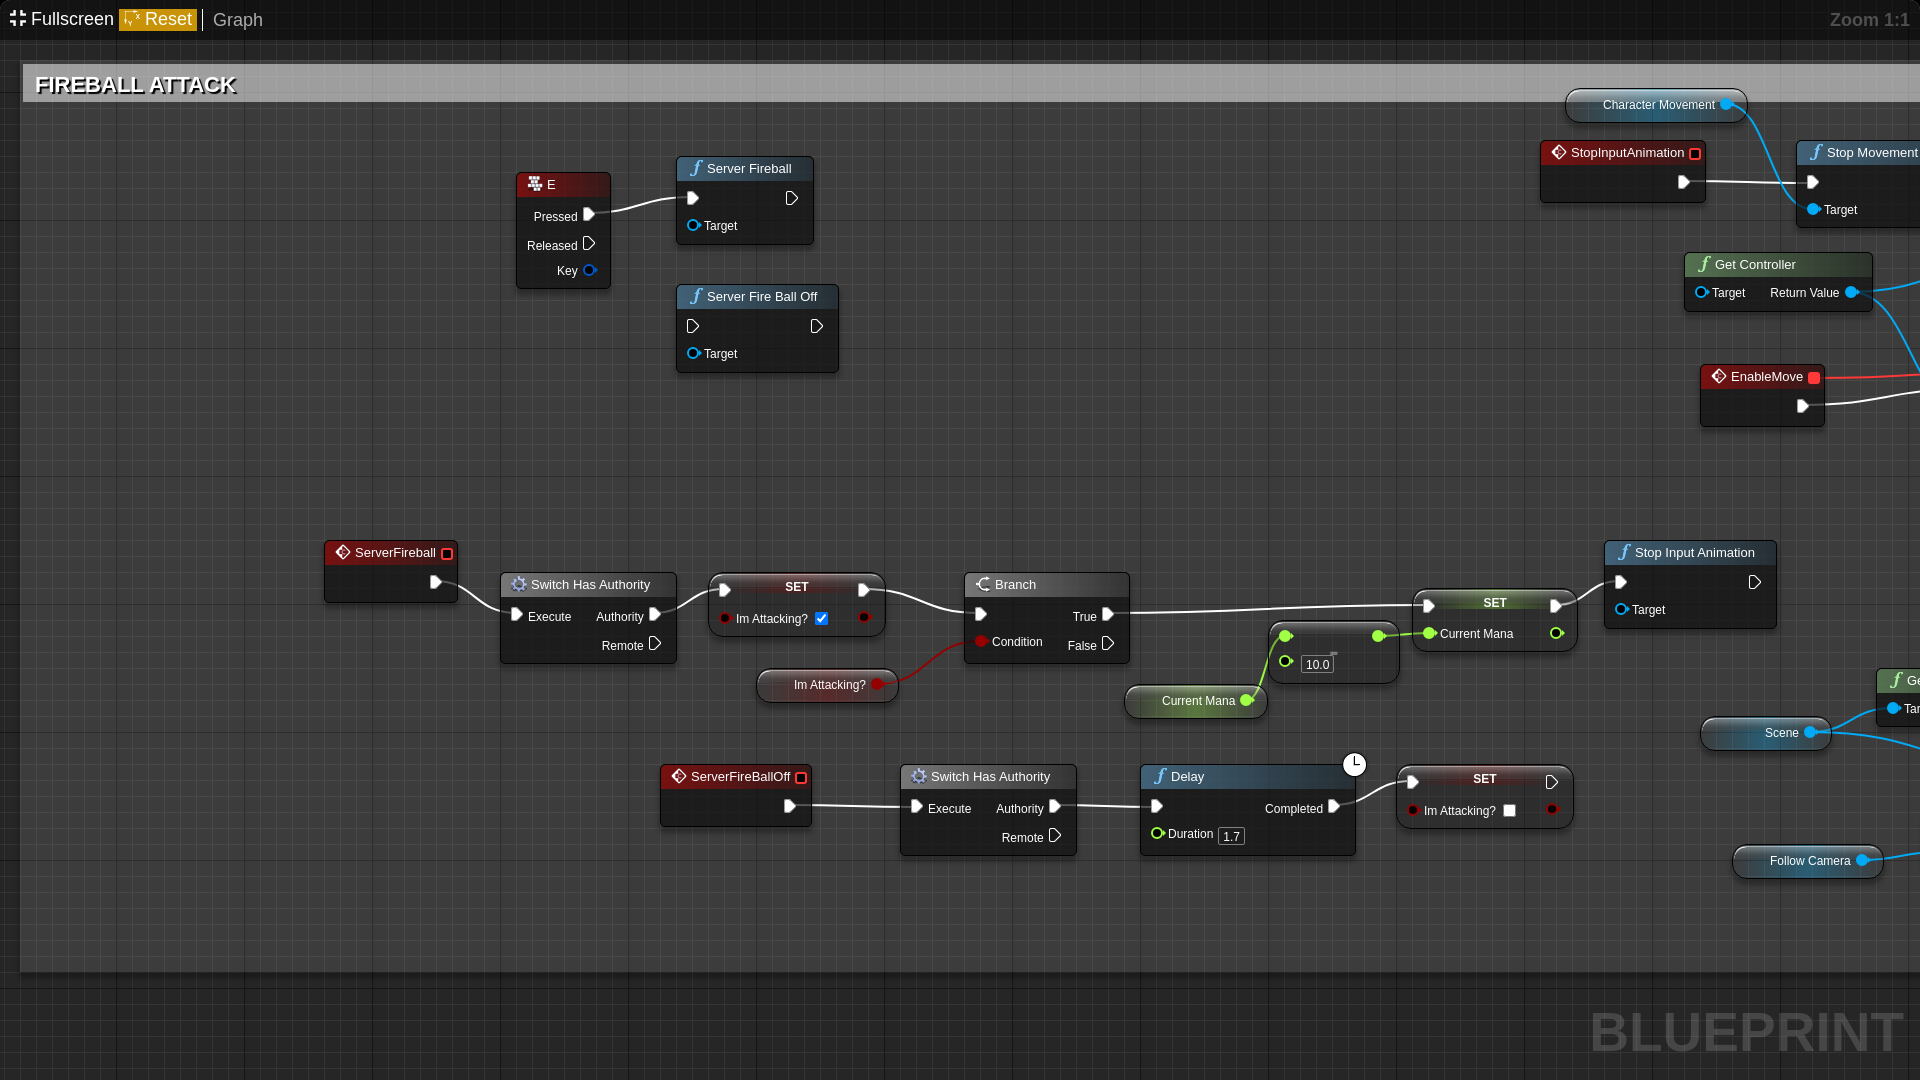 Fullscreen Reset Graph Zoom 1:1
FIREBALL ATTACK
Character Movement
StopInputAnimation
Stop Movement
Target
E
Pressed
Released
Key
Server Fireball
Target
Server Fire Ball Off
Target
Get Controller
Target Return Value
EnableMove
ServerFireball
Switch Has Authority
Execute Authority
Remote
SET
Im Attacking?
Im Attacking?
Branch
True
Condition False
Current Mana
10.0
SET
Current Mana
Stop Input Animation
Target
Ge
Tar
Scene
ServerFireBallOff
Switch Has Authority
Execute Authority
Remote
Delay
Completed
Duration 1.7
SET
Im Attacking?
Follow Camera
BLUEPRINT